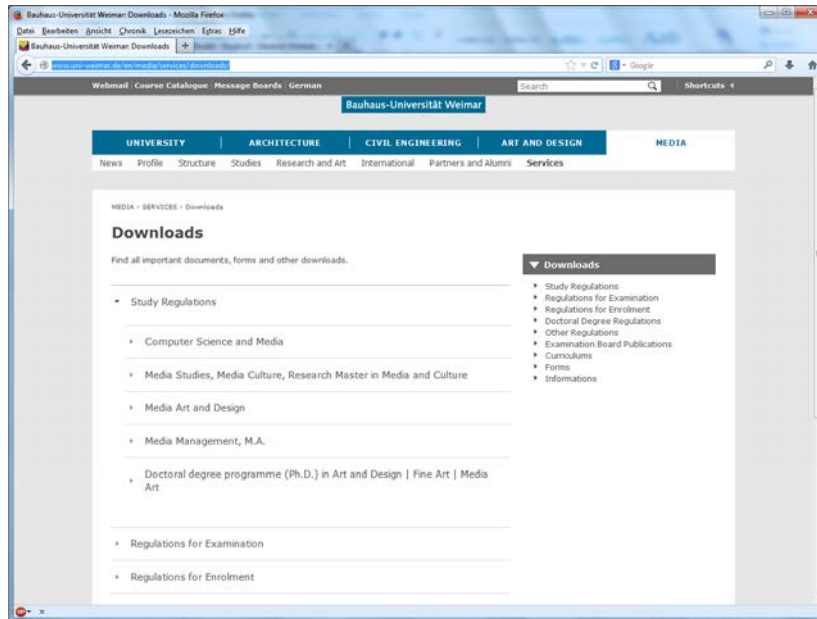 Bauhaus-Universität Weimar: Downloads - Mozilla Firefox
Datei Bearbeiten Ansicht Chronik Lesezeichen Extras Hilfe
Bauhaus-Universität Weimar: Downloads +
www.uni-weimar.de/en/media/services/downloads/
Google
Webmail Course Catalogue Message Boards German
Search
Shortcuts
Bauhaus-Universität Weimar
UNIVERSITY ARCHITECTURE CIVIL ENGINEERING ART AND DESIGN MEDIA
News Profile Structure Studies Research and Art International Partners and Alumni Services
MEDIA > SERVICES > Downloads
Downloads
Find all important documents, forms and other downloads.
Study Regulations
Computer Science and Media
Media Studies, Media Culture, Research Master in Media and Culture
Media Art and Design
Media Management, M.A.
Doctoral degree programme (Ph.D.) in Art and Design | Fine Art | Media
Art
Regulations for Examination
Regulations for Enrolment
Downloads
Study Regulations
Regulations for Examination
Regulations for Enrolment
Doctoral Degree Regulations
Other Regulations
Examination Board Publications
Curriculums
Forms
Informations